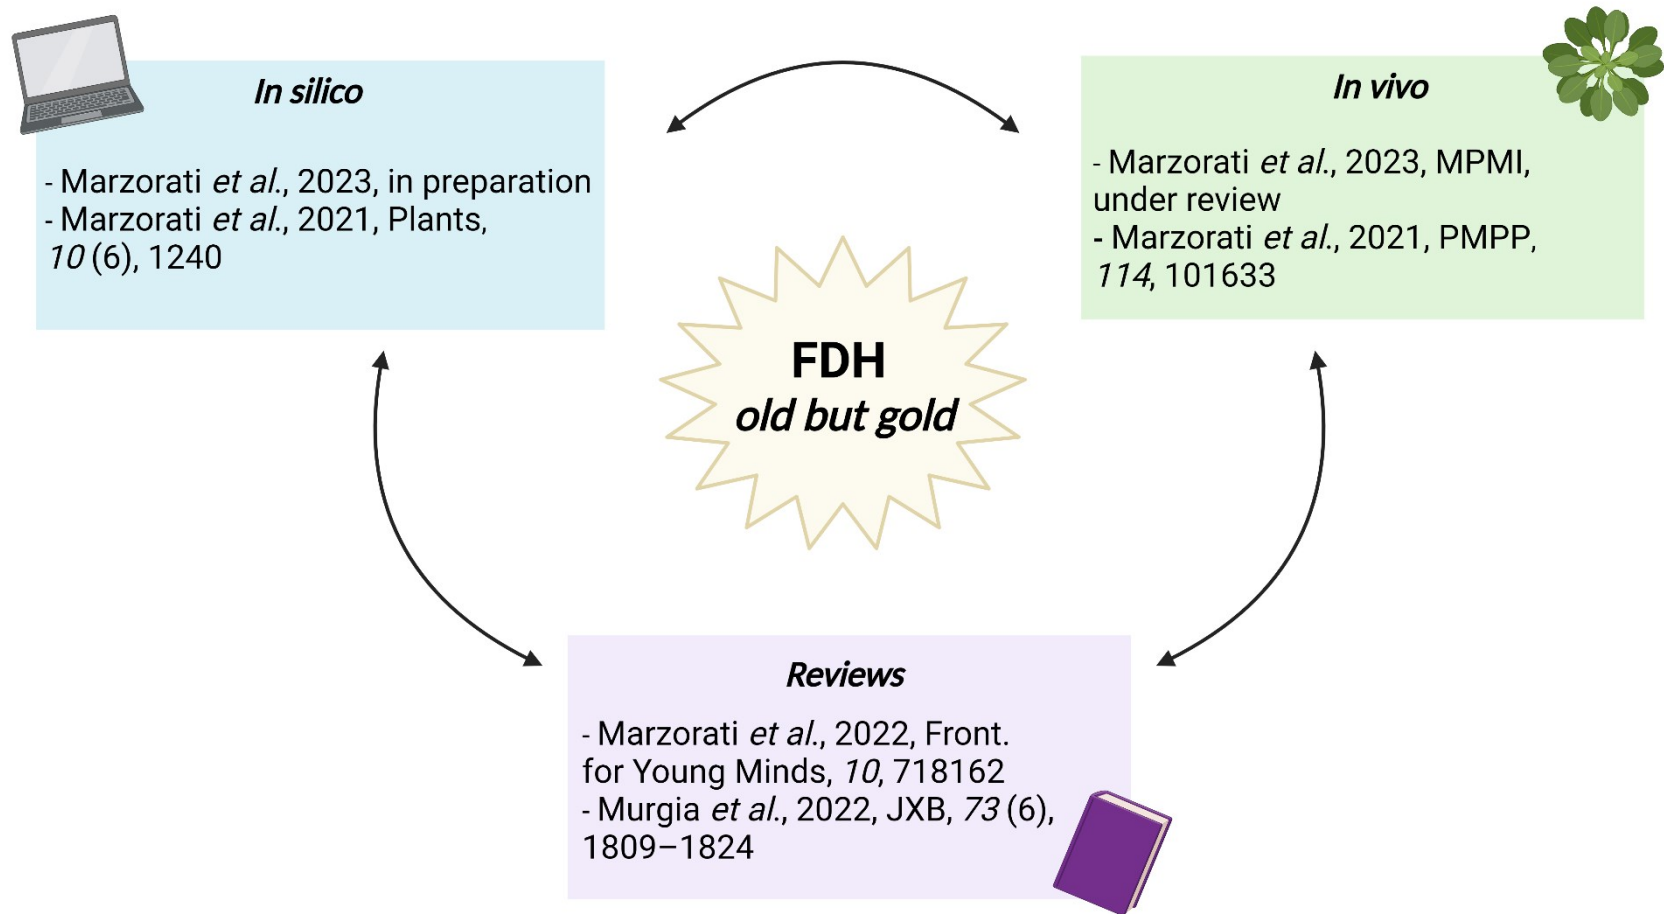 In silico
- Marzorati et al., 2023, in preparation
- Marzorati et al., 2021, Plants,
10 (6), 1240
In vivo
- Marzorati et al., 2023, MPMI,
under review
- Marzorati et al., 2021, PMPP,
114, 101633
FDH
old but gold
Reviews
- Marzorati et al., 2022, Front.
for Young Minds, 10, 718162
- Murgia et al., 2022, JXB, 73 (6),
1809–1824